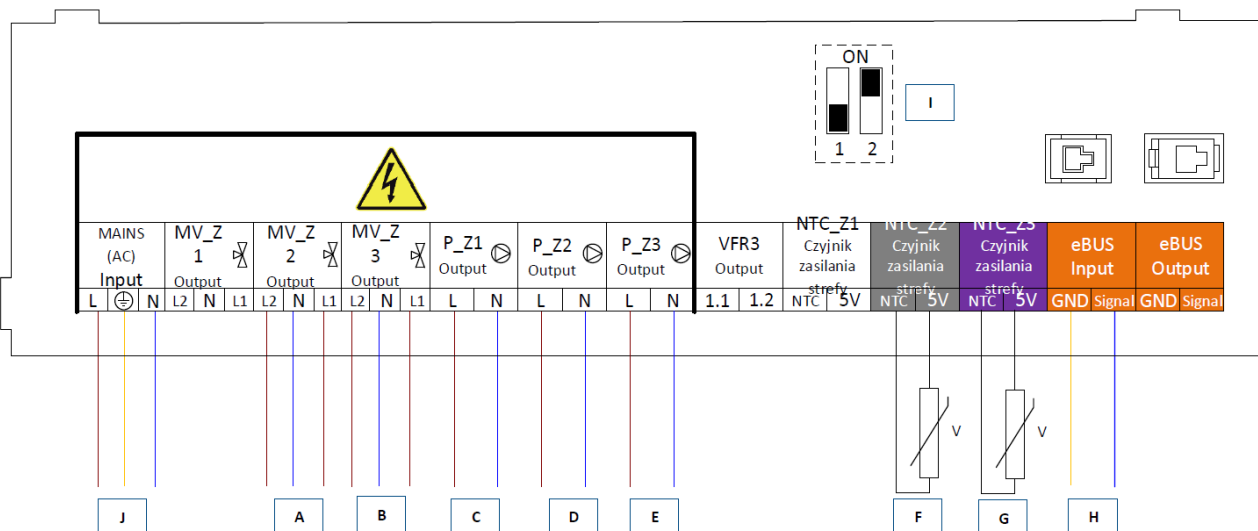 ON
1 2
I
MAINS
(AC)
Input
MV_Z
1
Output
MV_Z
2
Output
MV_Z
3
Output
P_Z1
Output
P_Z2
Output
P_Z3
Output
VFR3
Output
NTC_Z1
Czyjnik
zasilania
strefy
NTC_Z2
Czyjnik
zasilania
strefy
NTC_Z3
Czyjnik
zasilania
strefy
eBUS
Input
eBUS
Output
L N L2 N L1 L2 N L1 L2 N L1 L N L N L N 1.1 1.2 NTC 5V NTC 5V NTC 5V GND Signal GND Signal
V V
J A B C D E F G H